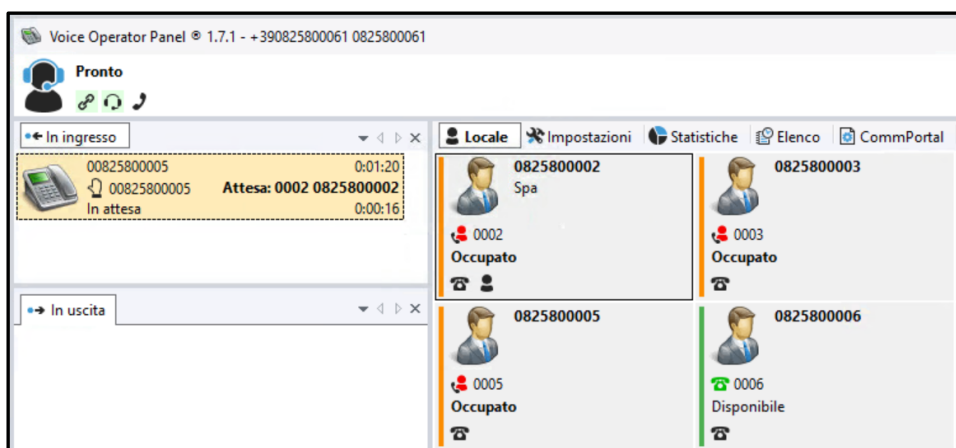 Voice Operator Panel ® 1.7.1 - +390825800061 0825800061
Pronto
In ingresso
00825800005 0:01:20
00825800005 Attesa: 0002 0825800002
In attesa 0:00:16
In uscita
Locale Impostazioni Statistiche Elenco CommPortal
0825800002
Spa
0002
Occupato
0825800003
0003
Occupato
0825800005
0005
Occupato
0825800006
0006
Disponibile